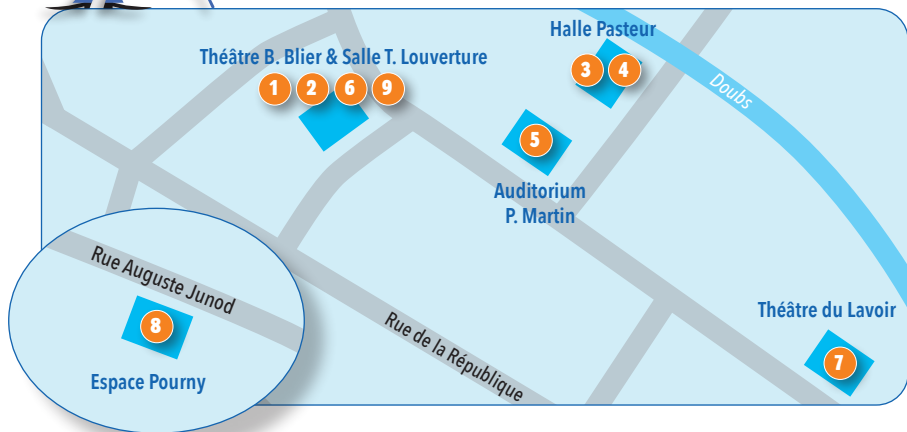 Halle Pasteur
Théâtre B. Blier & Salle T. Louverture
1 2 6 9
3 4
Doubs
5
Auditorium
P. Martin
Rue Auguste Junod
8
Espace Pourny
Rue de la République
Théâtre du Lavoir
7